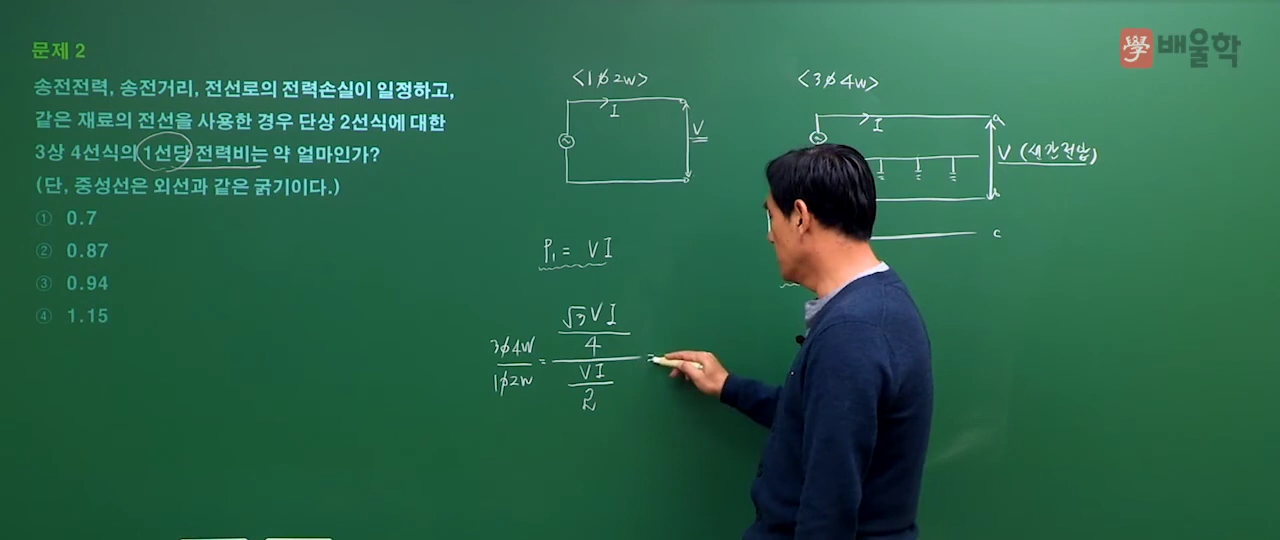 문제 2
송전전력, 송전거리, 전선로의 전력손실이 일정하고,
같은 재료의 전선을 사용한 경우 단상 2선식에 대한
3상 4선식의 1선당 전력비는 약 얼마인가?
(단, 중성선은 외선과 같은 굵기이다.)
① 0.7
② 0.87
③ 0.94
④ 1.15
學 배울학
<1φ2w>
I
V
<3φ4w>
I
a
V (선간전압)
b
c
P₁ = VI
3φ4W
1φ2W
=
√3VI
4
VI
2
=